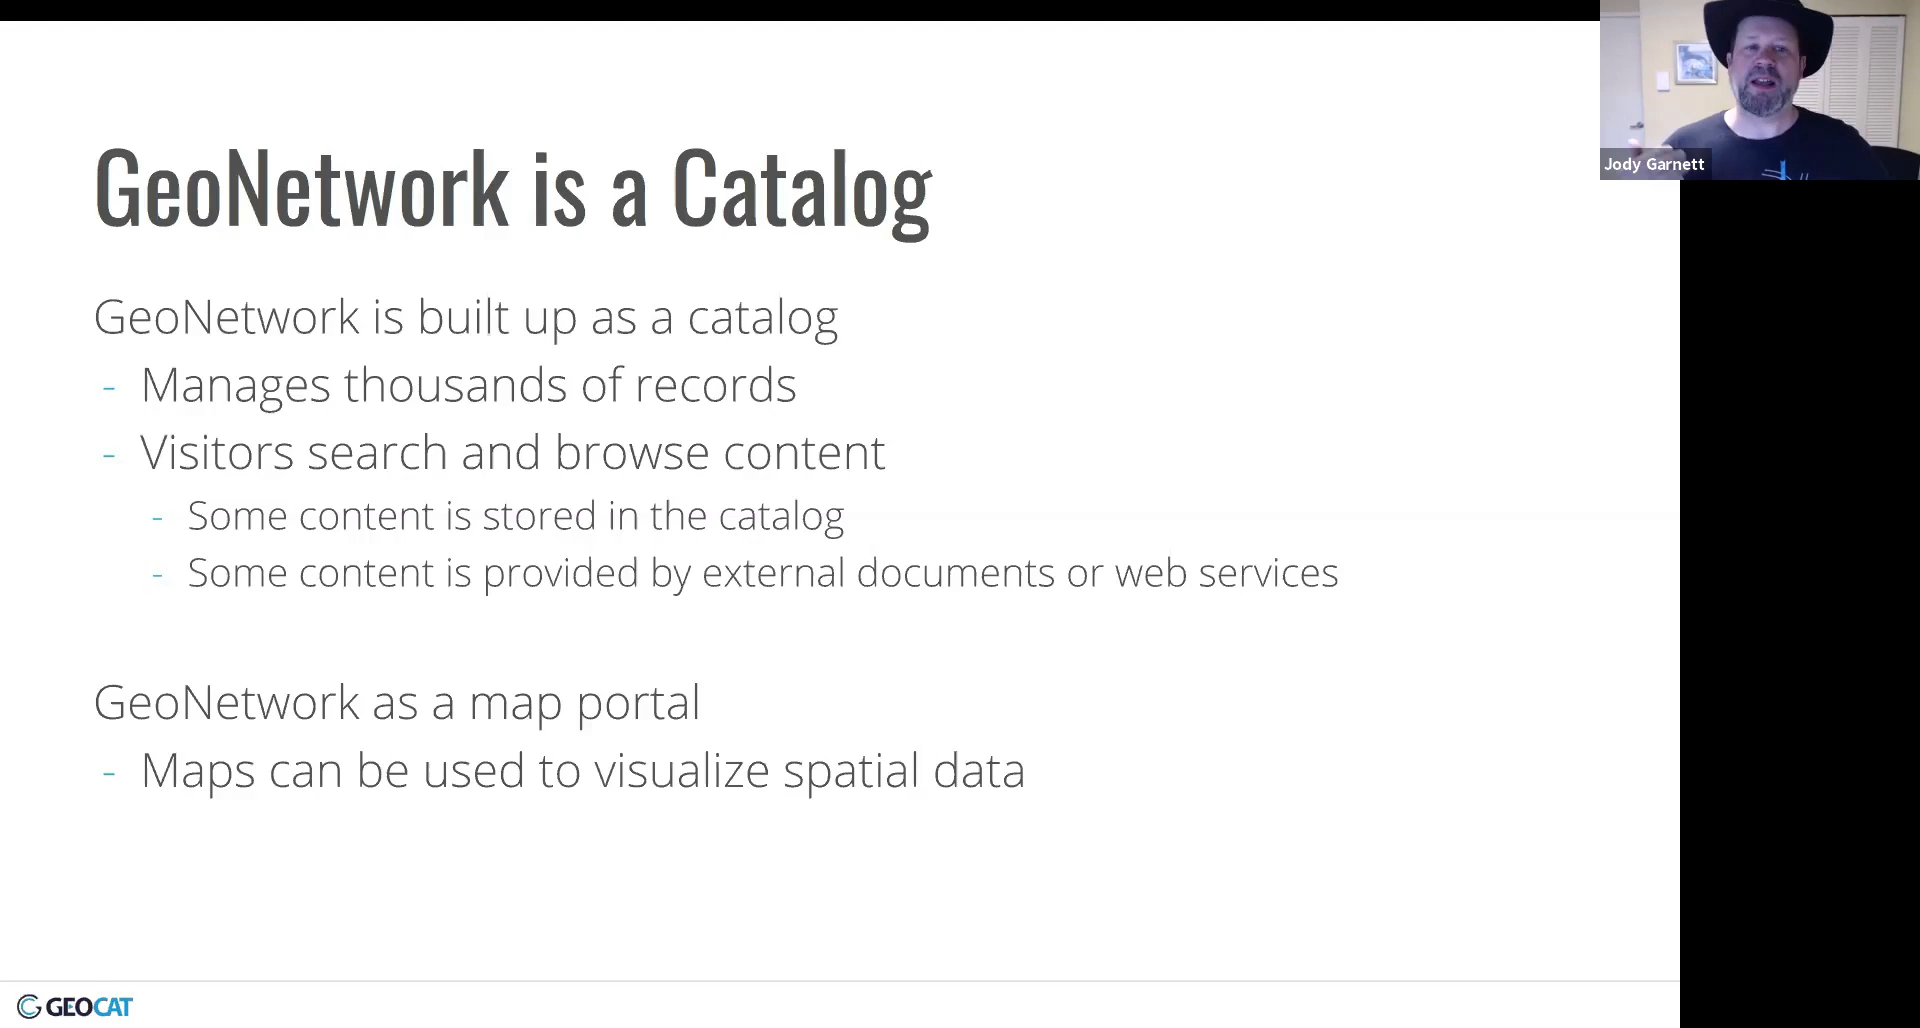 GeoNetwork is a Catalog
GeoNetwork is built up as a catalog
- Manages thousands of records
- Visitors search and browse content
- Some content is stored in the catalog
- Some content is provided by external documents or web services
GeoNetwork as a map portal
- Maps can be used to visualize spatial data
GEOCAT
Jody Garnett